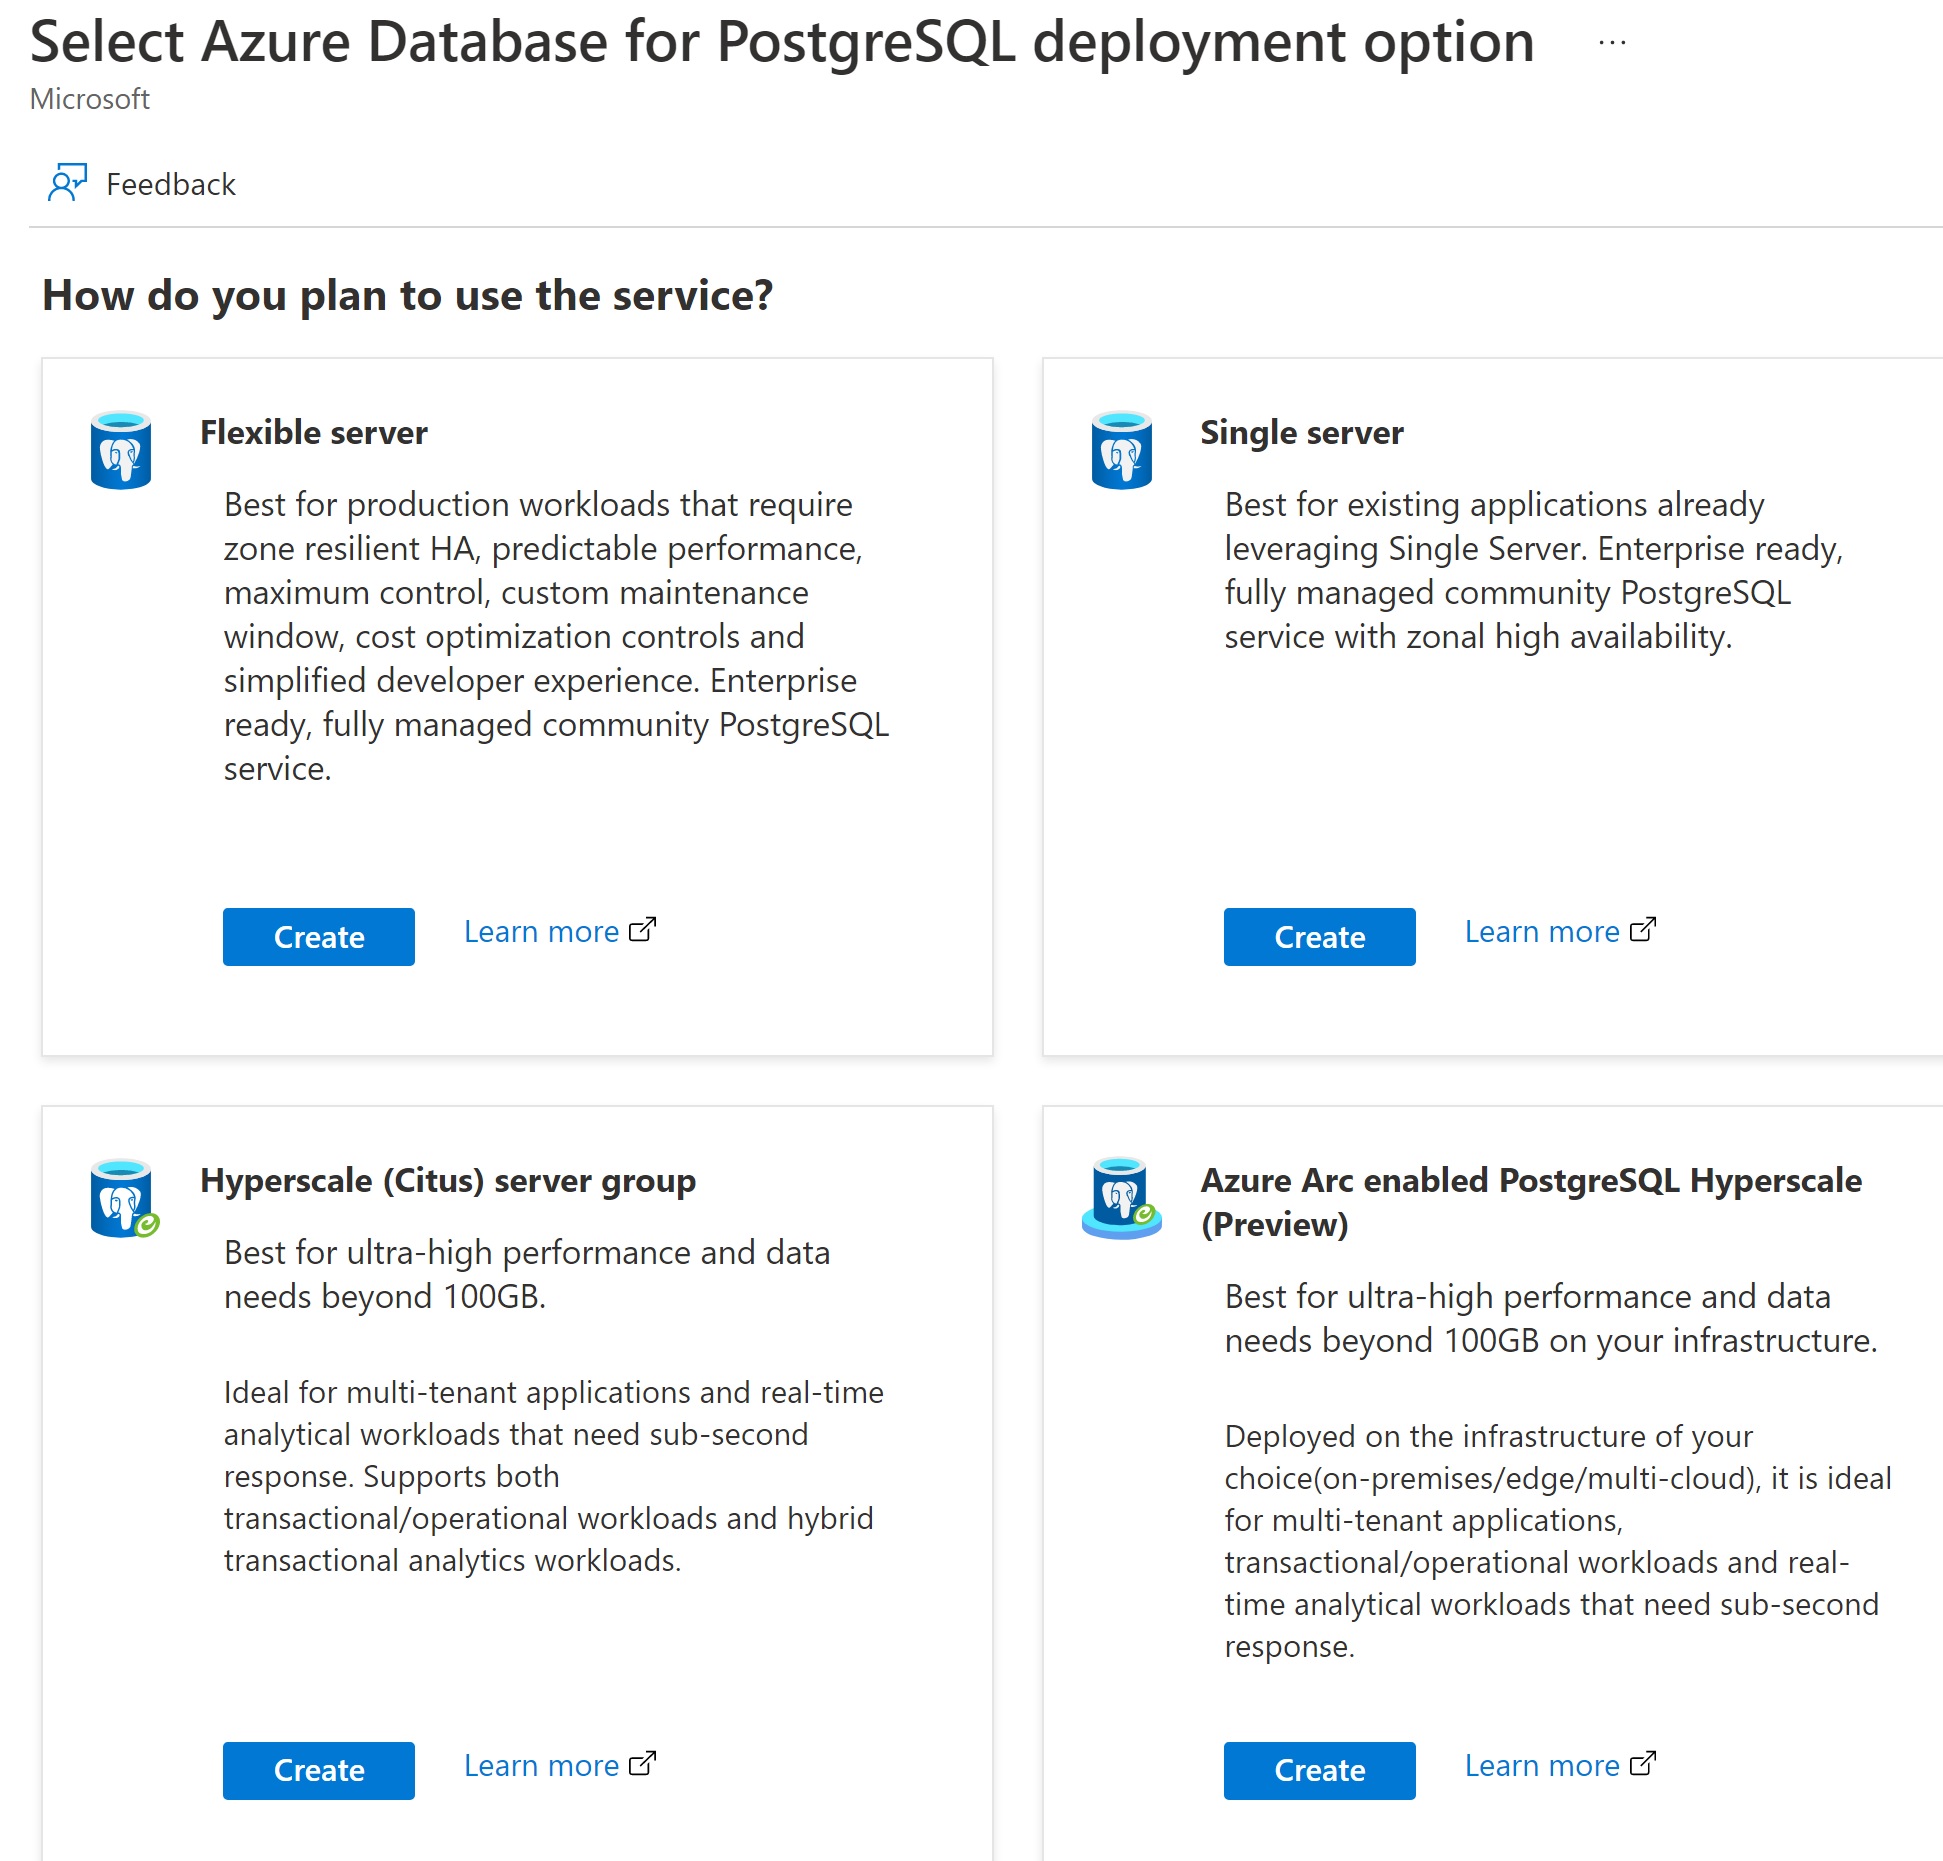 Select Azure Database for PostgreSQL deployment option ...
Microsoft
Feedback
How do you plan to use the service?
Flexible server
Best for production workloads that require
zone resilient HA, predictable performance,
maximum control, custom maintenance
window, cost optimization controls and
simplified developer experience. Enterprise
ready, fully managed community PostgreSQL
service.
Create
Learn more
Single server
Best for existing applications already
leveraging Single Server. Enterprise ready,
fully managed community PostgreSQL
service with zonal high availability.
Create
Learn more
Hyperscale (Citus) server group
Best for ultra-high performance and data
needs beyond 100GB.
Ideal for multi-tenant applications and real-time
analytical workloads that need sub-second
response. Supports both
transactional/operational workloads and hybrid
transactional analytics workloads.
Create
Learn more
Azure Arc enabled PostgreSQL Hyperscale
(Preview)
Best for ultra-high performance and data
needs beyond 100GB on your infrastructure.
Deployed on the infrastructure of your
choice(on-premises/edge/multi-cloud), it is ideal
for multi-tenant applications,
transactional/operational workloads and real-
time analytical workloads that need sub-second
response.
Create
Learn more